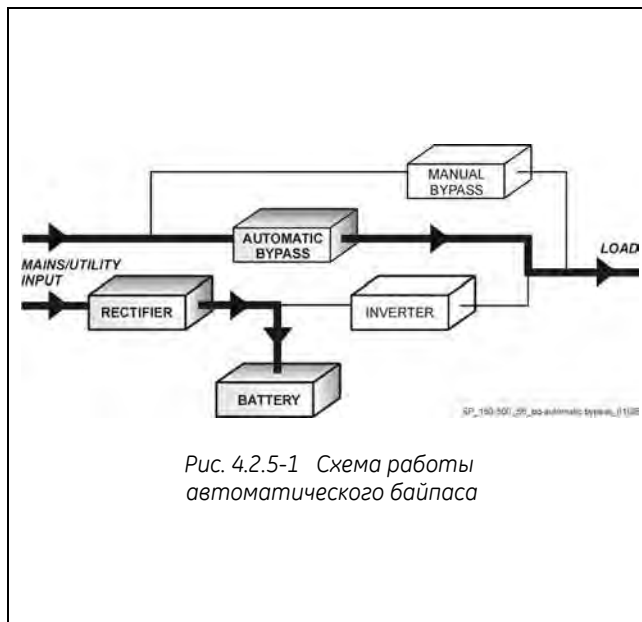 MANUAL
BYPASS
AUTOMATIC
BYPASS
LOAD
MAINS/UTILITY
INPUT
RECTIFIER
INVERTER
BATTERY
Рис. 4.2.5-1 Схема работы
автоматического байпаса